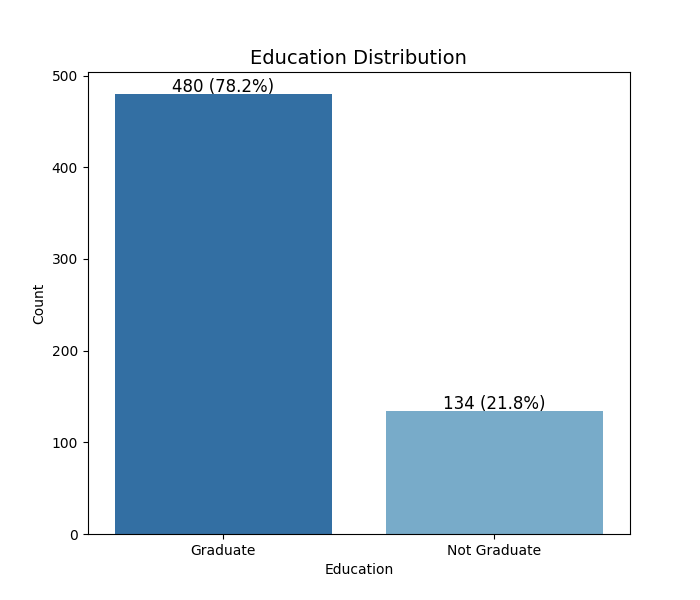 Education Distribution
500
480 (78.2%)
400
300
Count
200
134 (21.8%)
100
0
Graduate
Not Graduate
Education